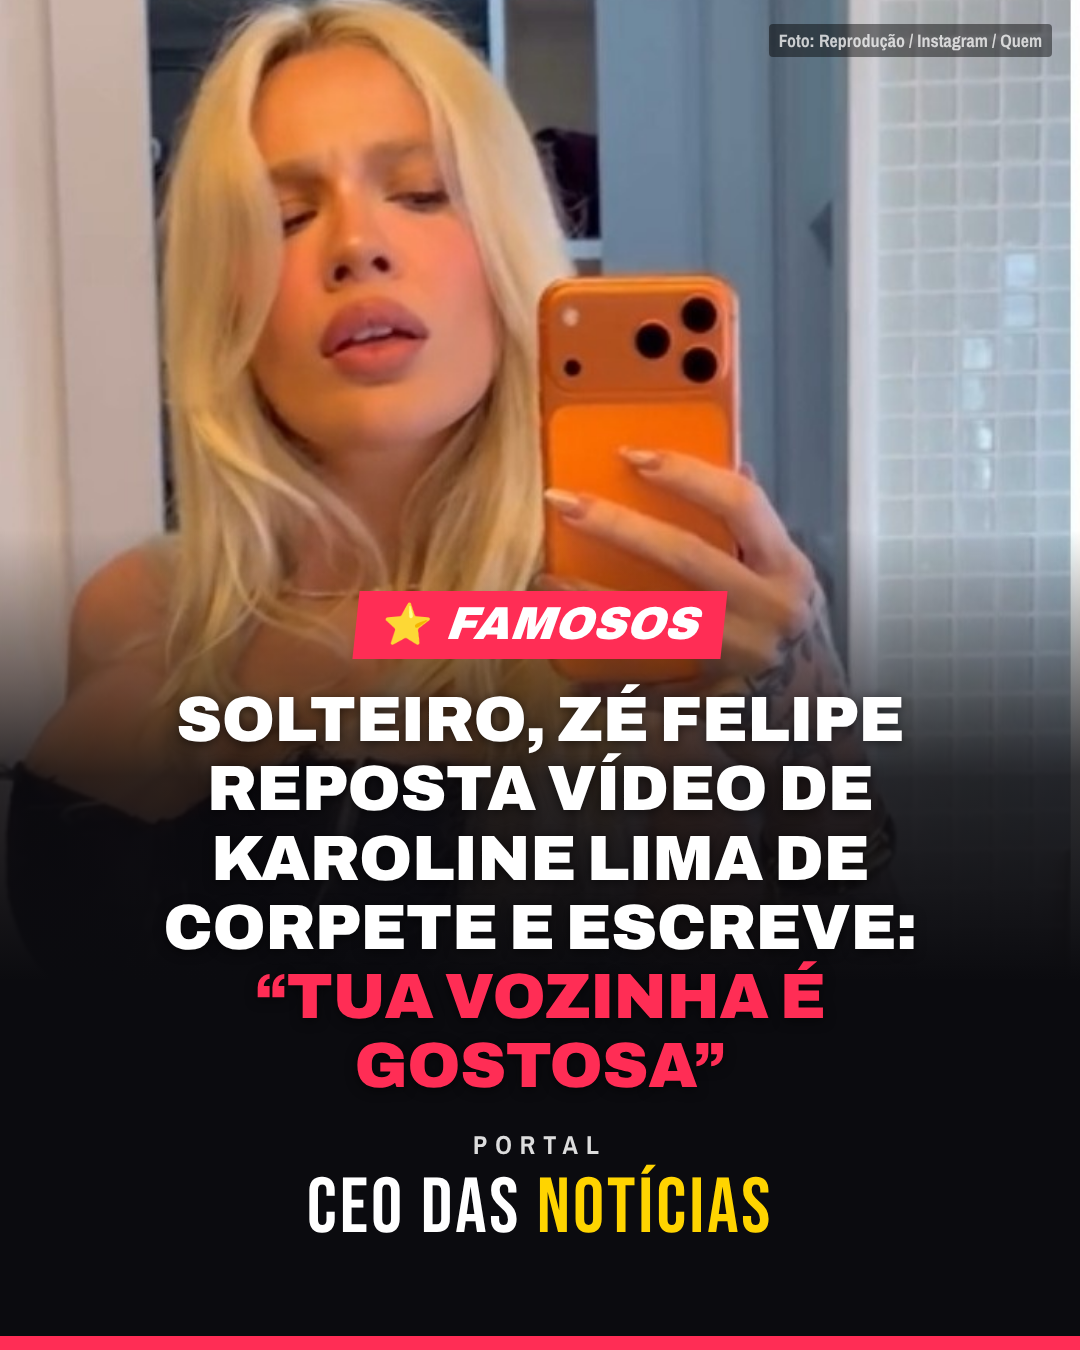 Foto: Reprodução / Instagram / Quem
FAMOSOS
SOLTEIRO, ZÉ FELIPE
REPOSTA VÍDEO DE
KAROLINE LIMA DE
CORPETE E ESCREVE:
“TUA VOZINHA É
GOSTOSA”
PORTAL
CEO DAS NOTÍCIAS